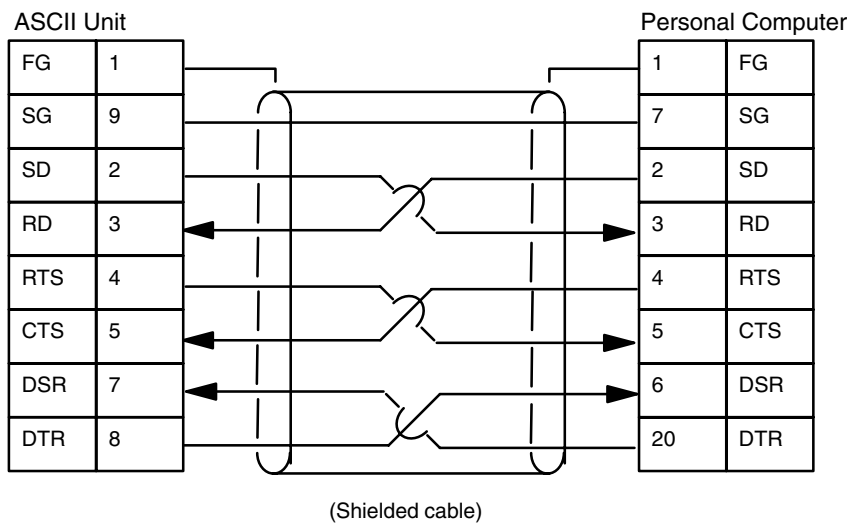 ASCII Unit Personal Computer
FG 1 1 FG
SG 9 7 SG
SD 2 2 SD
RD 3 3 RD
RTS 4 4 RTS
CTS 5 5 CTS
DSR 7 6 DSR
DTR 8 20 DTR
(Shielded cable)